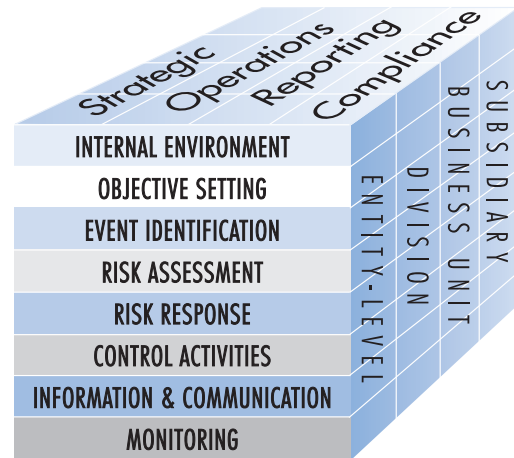 Strategic
Operations
Reporting
Compliance
INTERNAL ENVIRONMENT
OBJECTIVE SETTING
EVENT IDENTIFICATION
RISK ASSESSMENT
RISK RESPONSE
CONTROL ACTIVITIES
INFORMATION & COMMUNICATION
MONITORING
ENTITY-LEVEL
DIVISION
BUSINESS UNIT
SUBSIDIARY